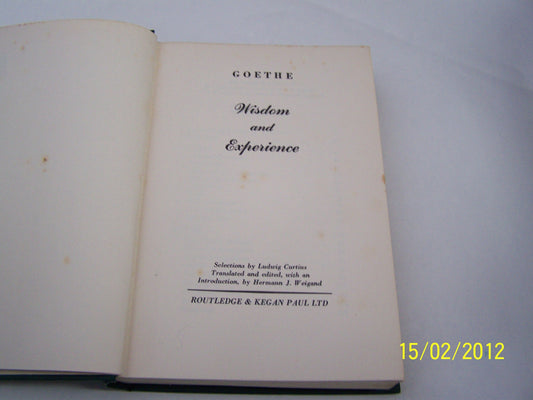 GOETHE
Wisdom
and
Experience
Selections by Ludwig Curtius
Translated and edited, with an
Introduction, by Hermann J. Weigand
ROUTLEDGE & KEGAN PAUL LTD
15/02/2012